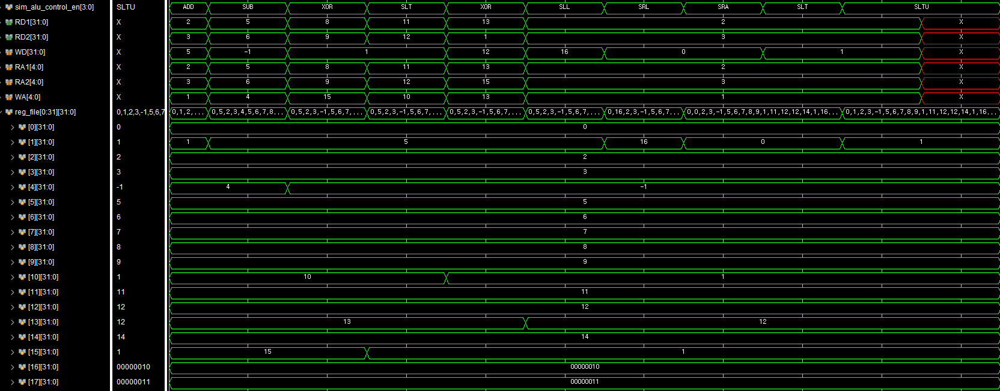 sim_alu_control_en[3:0] SLTU ADD SUB XOR SLT XOR SLL SRL SRA SLT SLTU
RD1[31:0] X 2 5 8 11 13 2 X
RD2[31:0] X 3 6 9 12 1 3 X
WD[31:0] X 5 -1 1 12 16 0 1 X
RA1[4:0] X 2 5 8 11 13 2 X
RA2[4:0] X 3 6 9 12 15 3 X
WA[4:0] X 1 4 15 10 13 1 X
reg_file[0:31][31:0] 0,1,2,3,-1,5,6,7 0,1,2,... 0,5,2,3,4,5,6,7,8... 0,5,2,3,-1,5,6,7,... 0,5,2,3,-1,5,6,7,... 0,5,2,3,-1,5,6,7,... 0,5,2,3,-1,5,6,7,... 0,16,2,3,-1,5,6,7,... 0,0,2,3,-1,5,6,7,8,9,1,11,12,12,14,1,16... 0,1,2,3,-1,5,6,7,8,9,1,11,12,12,14,1,16...
[0][31:0] 0 0
[1][31:0] 1 1 5 16 0 1
[2][31:0] 2 2
[3][31:0] 3 3
[4][31:0] -1 4 -1
[5][31:0] 5 5
[6][31:0] 6 6
[7][31:0] 7 7
[8][31:0] 8 8
[9][31:0] 9 9
[10][31:0] 1 10 1
[11][31:0] 11 11
[12][31:0] 12 12
[13][31:0] 12 13 12
[14][31:0] 14 14
[15][31:0] 1 15 1
[16][31:0] 00000010 00000010
[17][31:0] 00000011 00000011